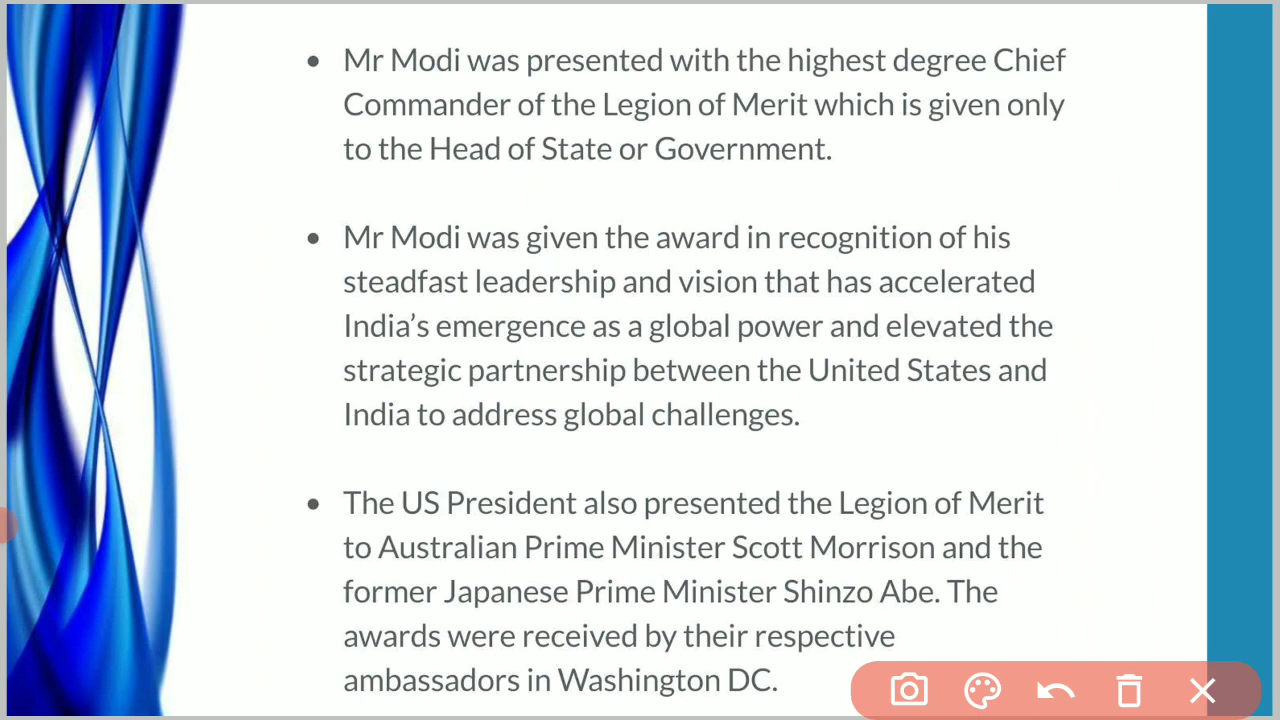 • Mr Modi was presented with the highest degree Chief
Commander of the Legion of Merit which is given only
to the Head of State or Government.
• Mr Modi was given the award in recognition of his
steadfast leadership and vision that has accelerated
India’s emergence as a global power and elevated the
strategic partnership between the United States and
India to address global challenges.
• The US President also presented the Legion of Merit
to Australian Prime Minister Scott Morrison and the
former Japanese Prime Minister Shinzo Abe. The
awards were received by their respective
ambassadors in Washington DC.